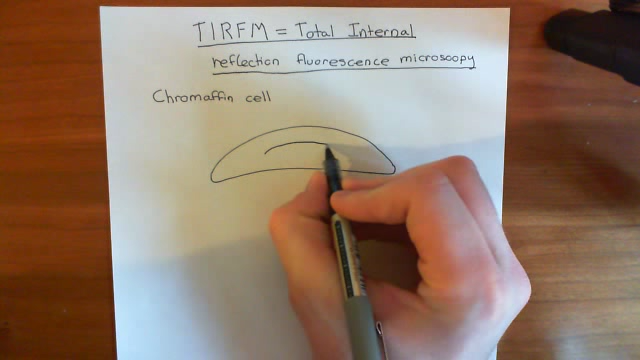 TIRFM = Total Internal
reflection fluorescence microscopy
Chromaffin cell